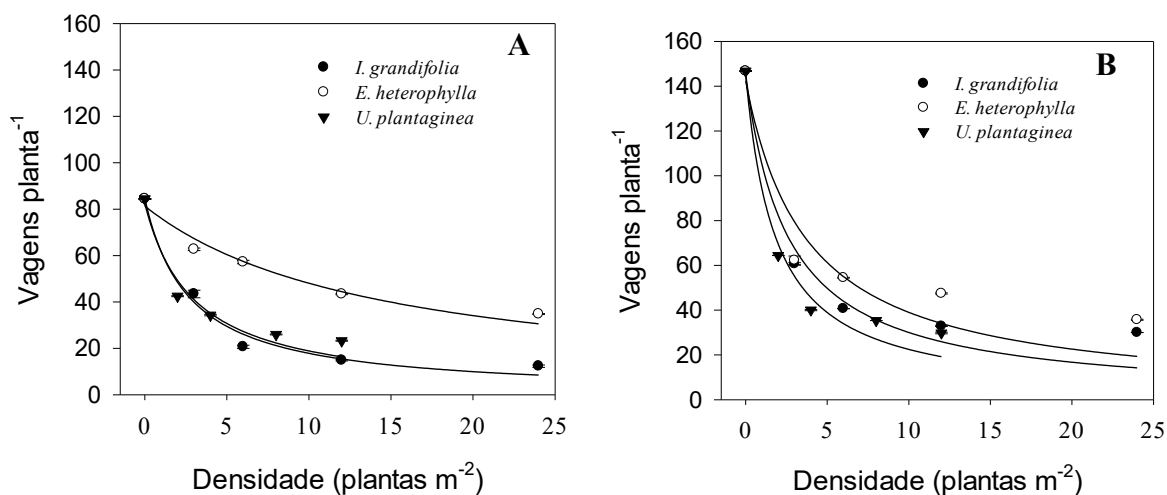 A
160
140
120
100
80
60
40
20
0
Vagens planta⁻¹
I. grandifolia
E. heterophylla
U. plantaginea
0 5 10 15 20 25
Densidade (plantas m⁻²)
B
160
140
120
100
80
60
40
20
0
Vagens planta⁻¹
I. grandifolia
E. heterophylla
U. plantaginea
0 5 10 15 20 25
Densidade (plantas m⁻²)